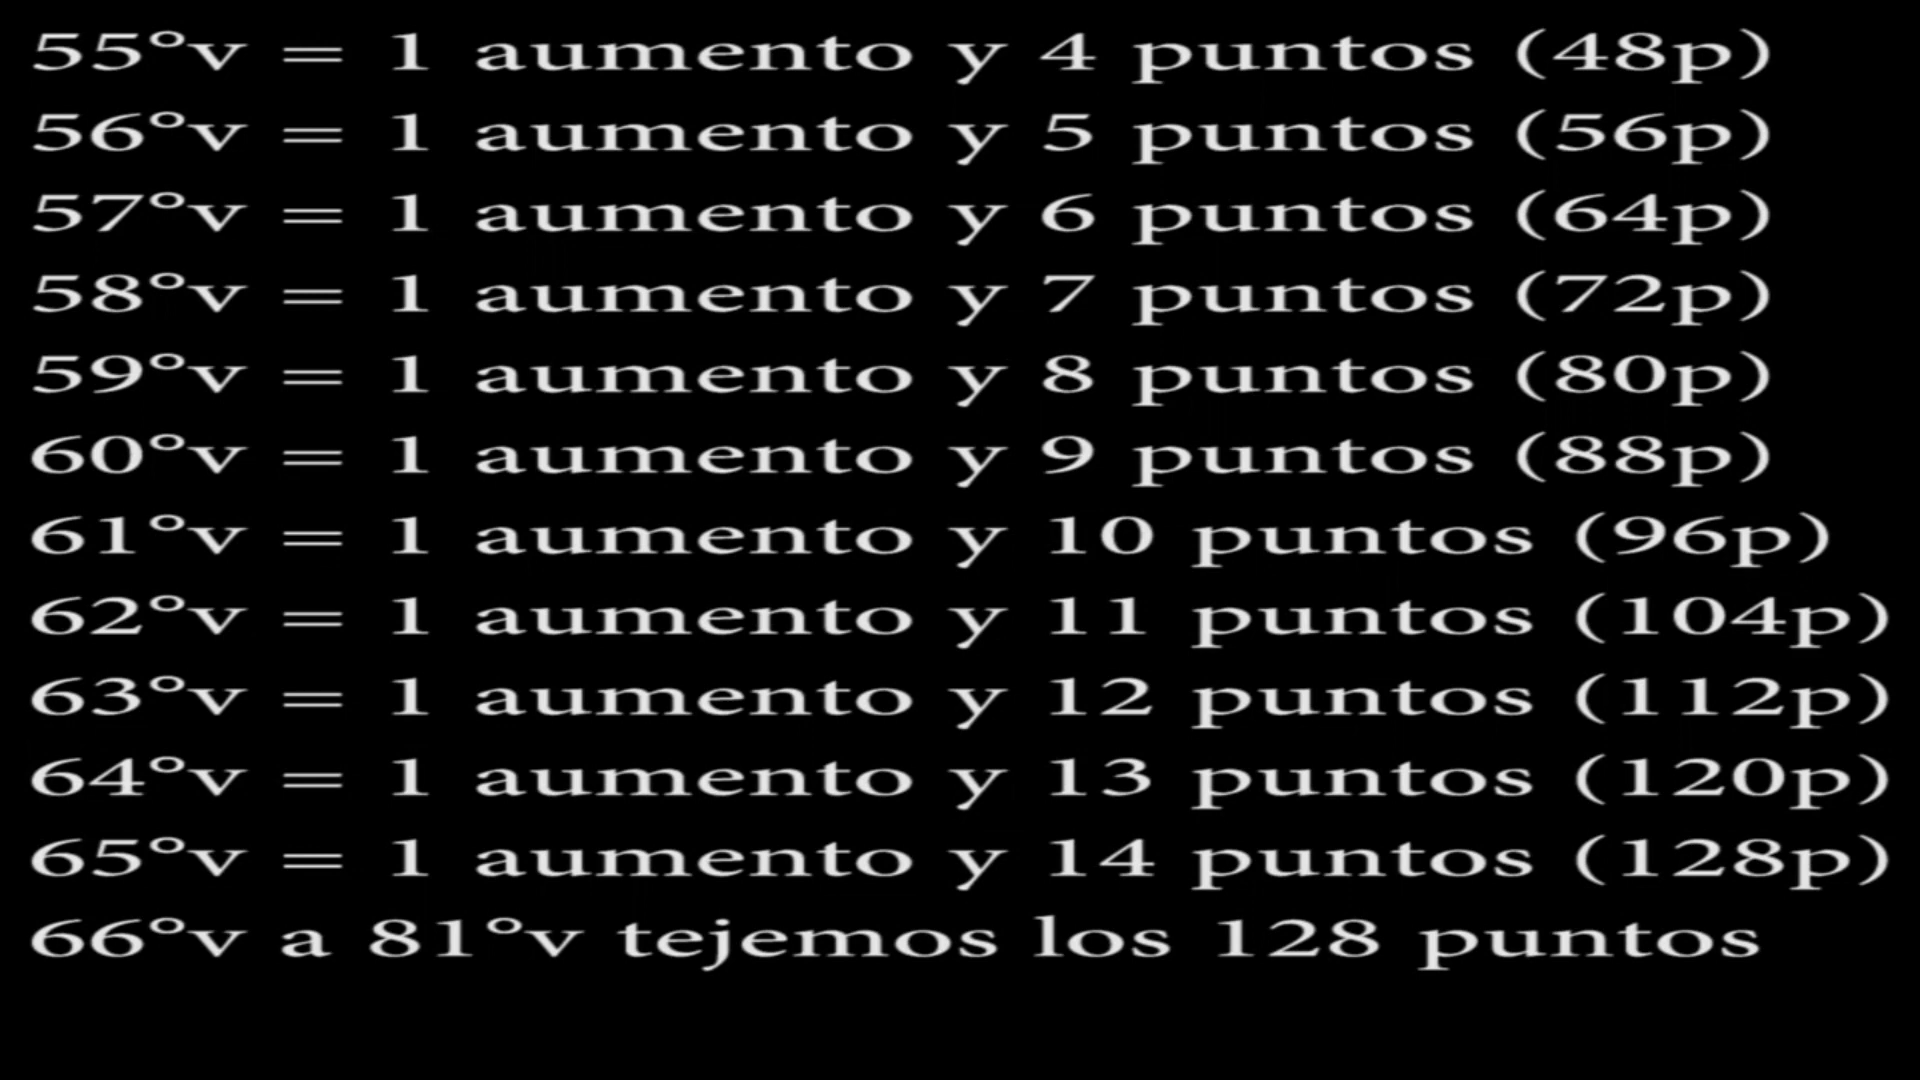 55°v = 1 aumento y 4 puntos (48p)
56°v = 1 aumento y 5 puntos (56p)
57°v = 1 aumento y 6 puntos (64p)
58°v = 1 aumento y 7 puntos (72p)
59°v = 1 aumento y 8 puntos (80p)
60°v = 1 aumento y 9 puntos (88p)
61°v = 1 aumento y 10 puntos (96p)
62°v = 1 aumento y 11 puntos (104p)
63°v = 1 aumento y 12 puntos (112p)
64°v = 1 aumento y 13 puntos (120p)
65°v = 1 aumento y 14 puntos (128p)
66°v a 81°v tejemos los 128 puntos